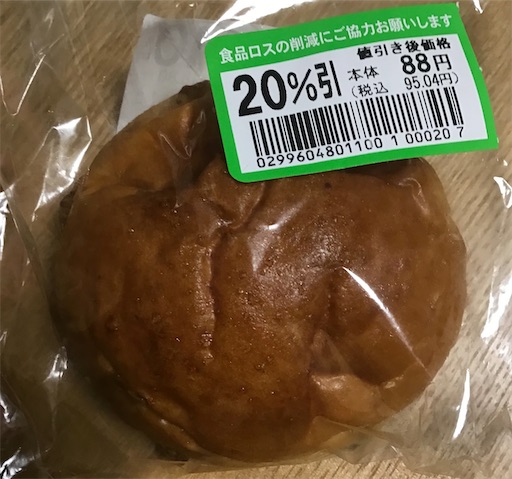 食品ロスの削減にご協力お願いします
値引き後価格
20%引 本体 88円
(税込 95.04円)
0299604801100 1 00020 7